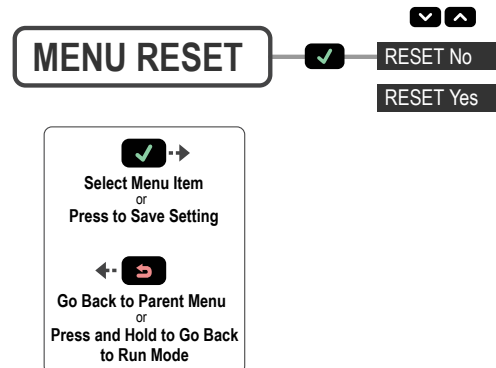 MENU RESET
RESET No
RESET Yes
Select Menu Item
or
Press to Save Setting
Go Back to Parent Menu
or
Press and Hold to Go Back
to Run Mode